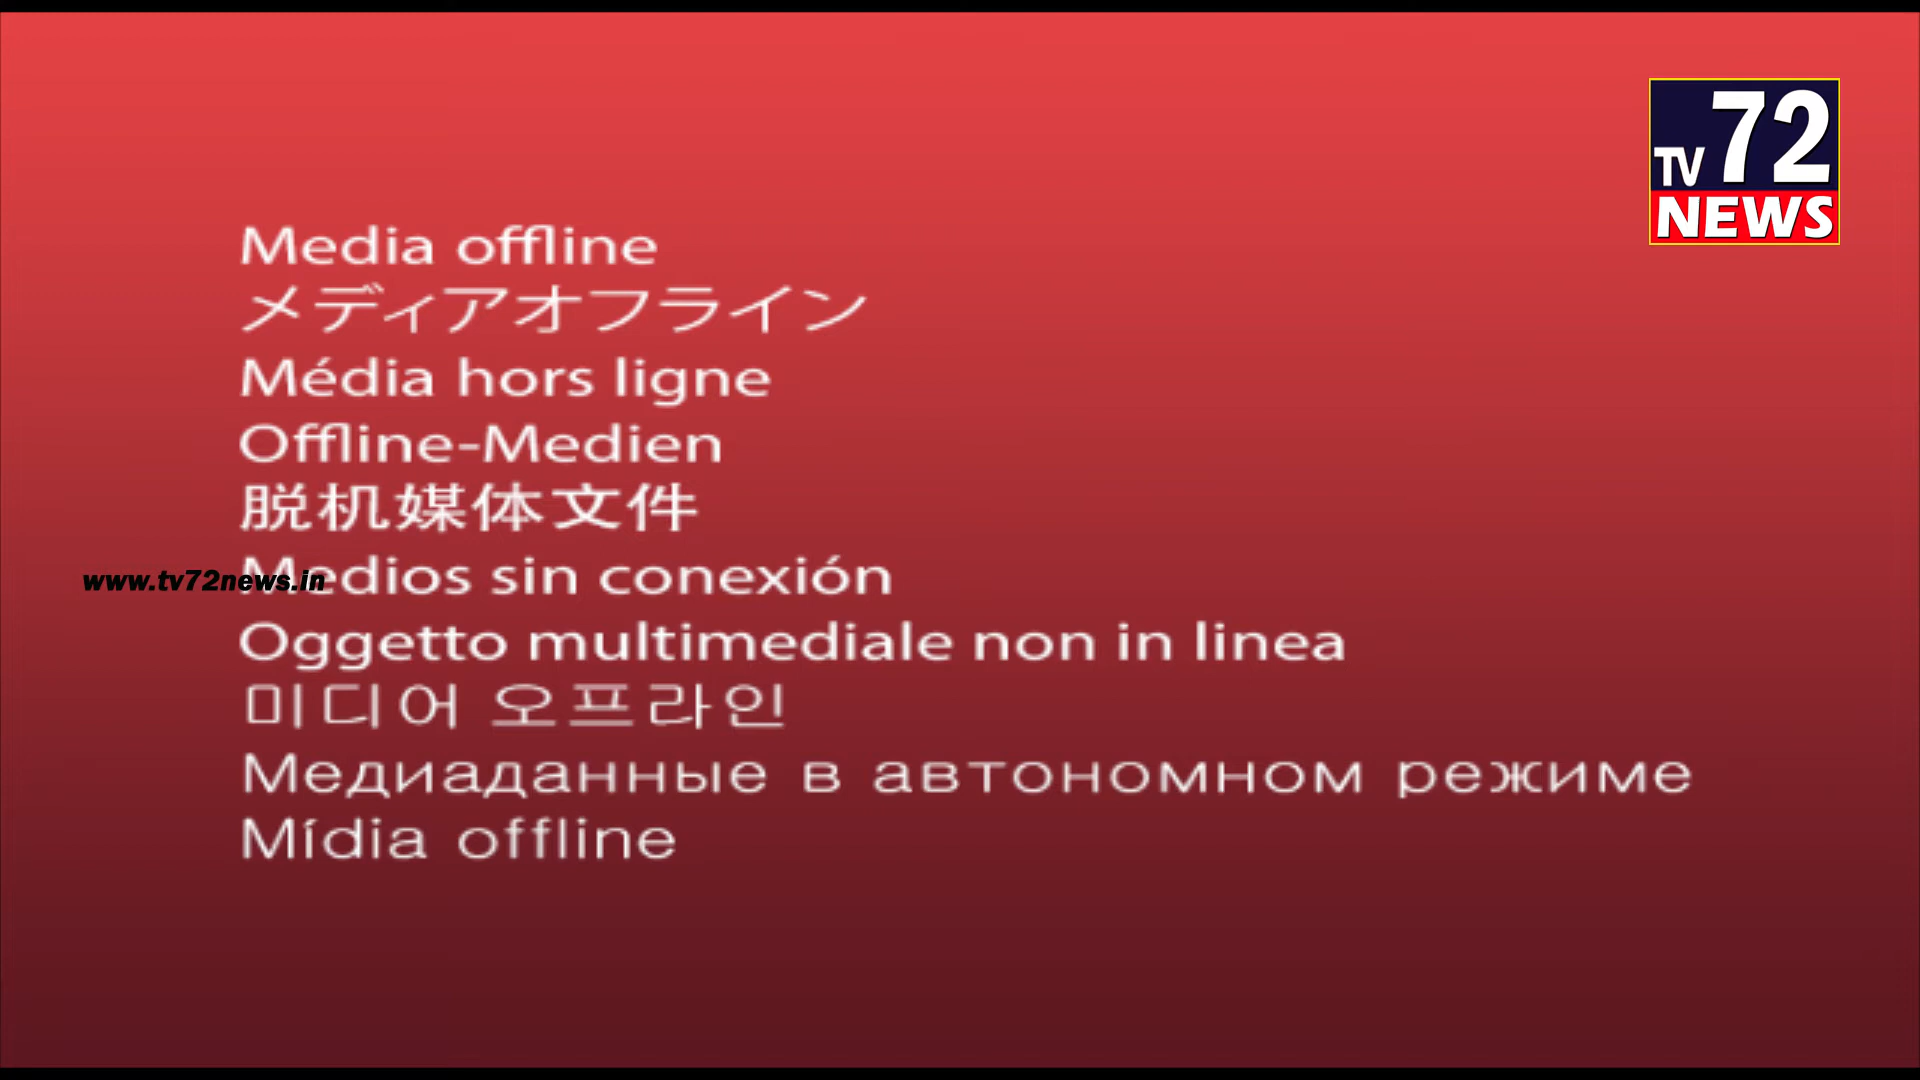 TV 72
NEWS
Media offline
メディアオフライン
Média hors ligne
Offline-Medien
脱机媒体文件
www.tv72news.in
Medios sin conexión
Oggetto multimediale non in linea
미디어 오프라인
Медиаданные в автономном режиме
Mídia offline